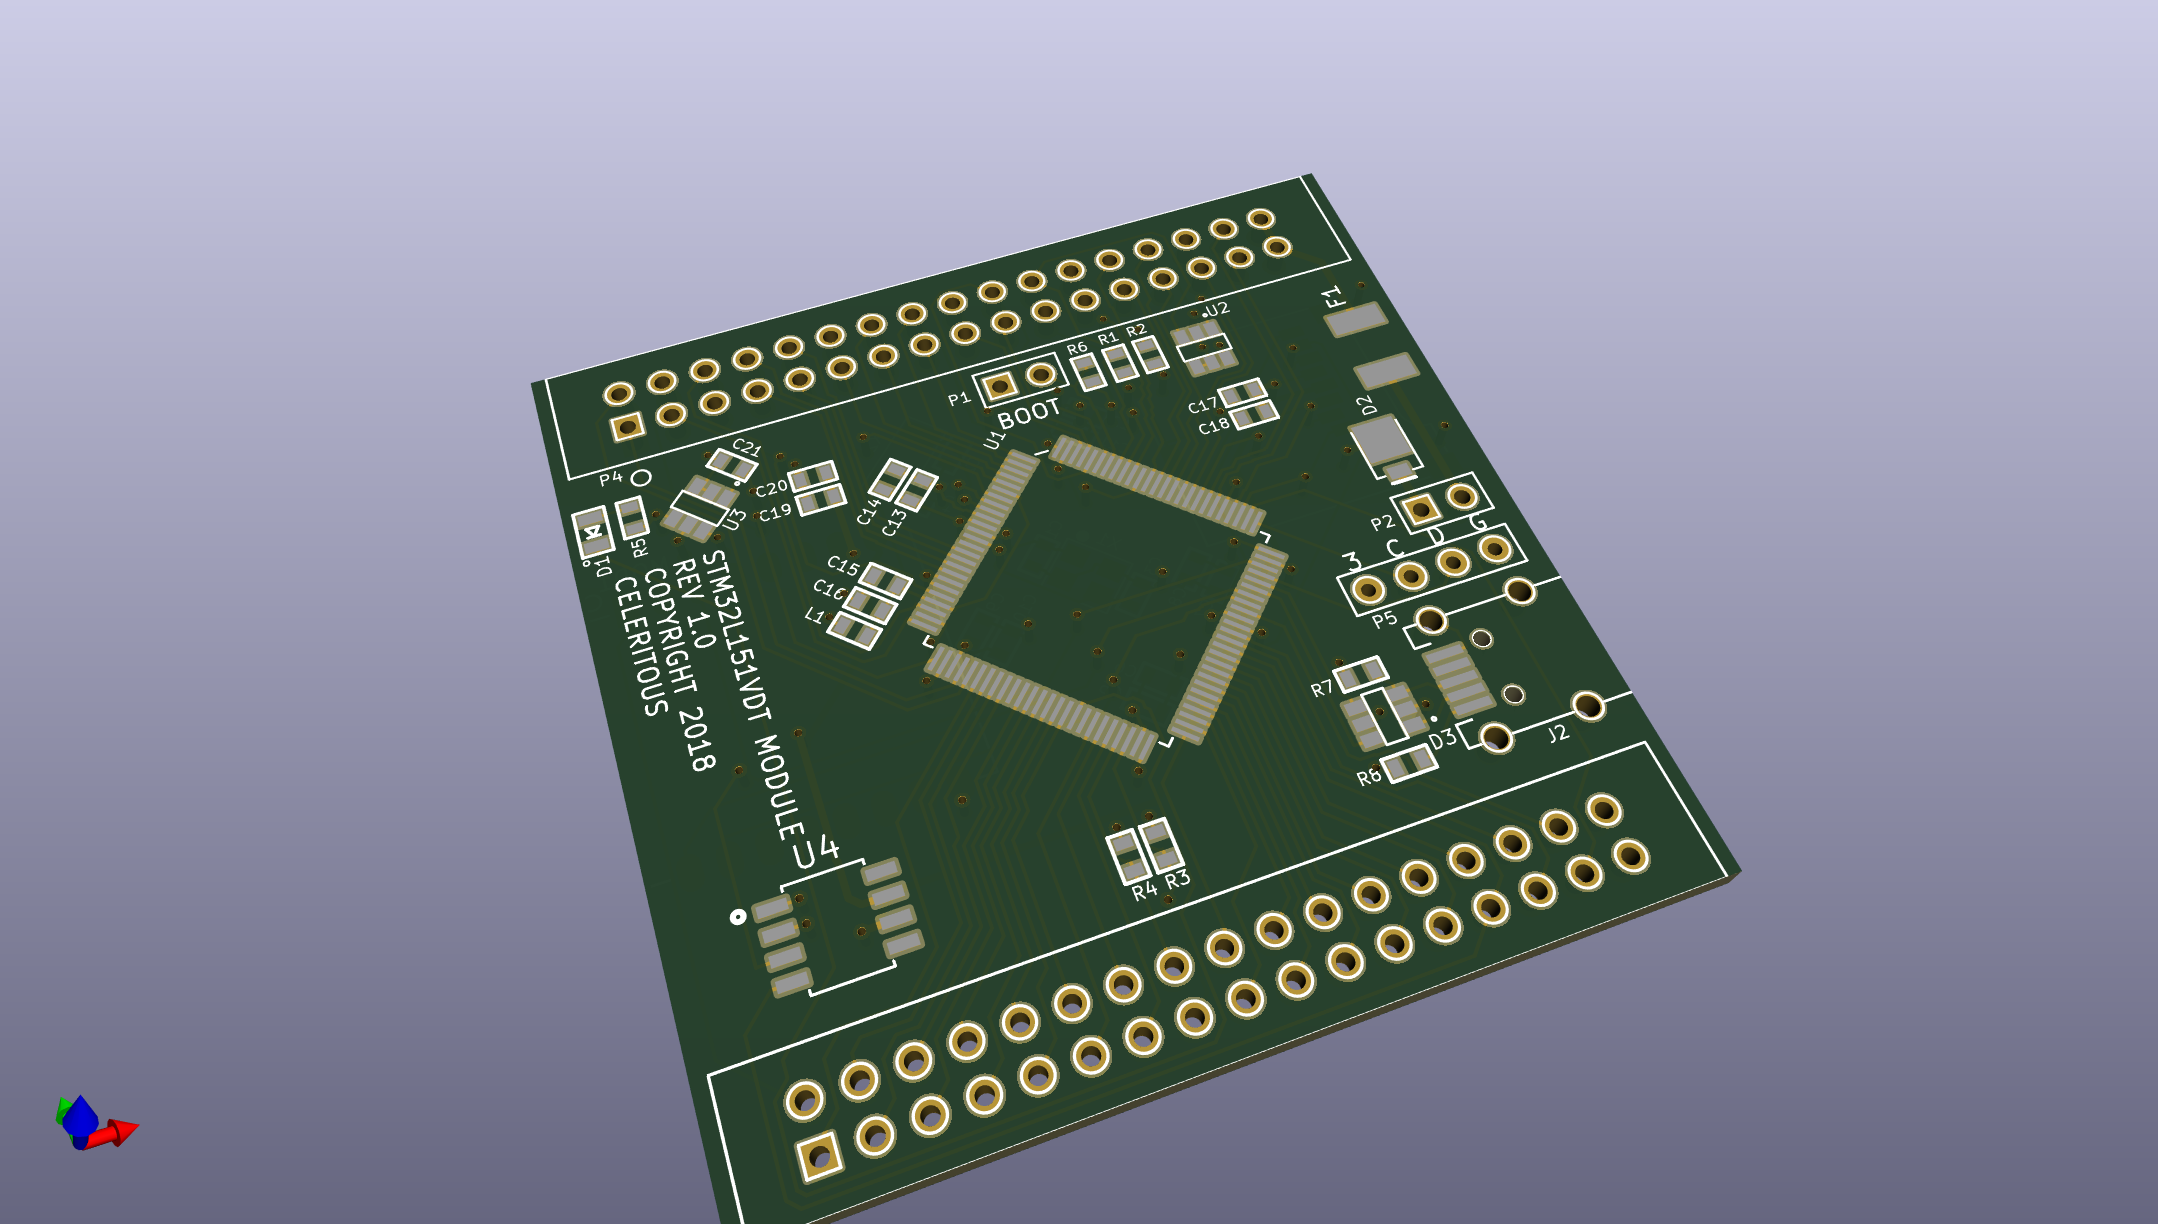 F1
U2
R2
R1
R6
P1
BOOT
U1
C17
C18
D2
P2
G
D
C
3
P5
C21
P4
C20
C19
U3
C14
C13
R5
D1
C15
C16
L1
STM32L151VDT MODULE
REV 1.0
COPYRIGHT 2018
CELERITOUS
R7
D3
J2
R8
U4
R4
R3